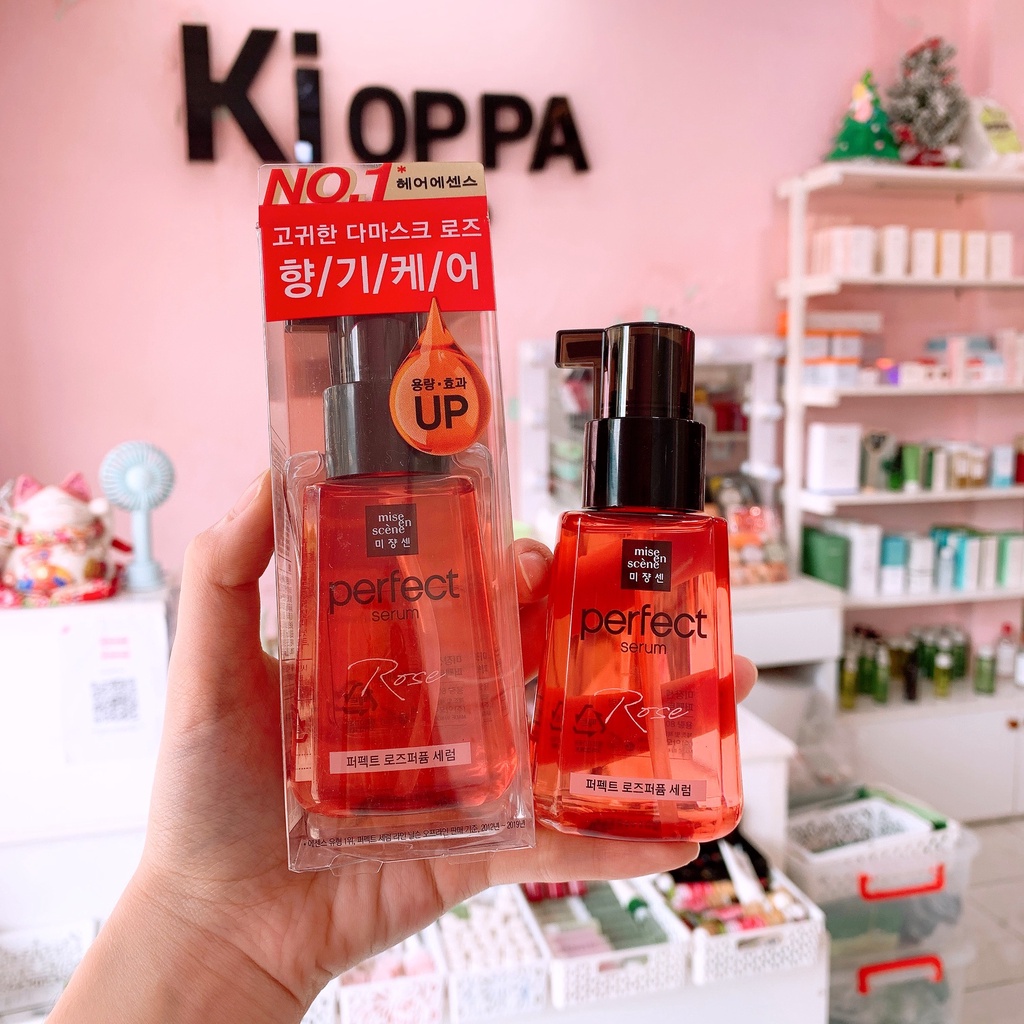 Ki OPPA
NO.1* 헤어에센스
고귀한 다마스크 로즈
향/기/케/어
용량·효과
UP
mise
en
scène
미쟝센
perfect
serum
Rose
퍼펙트 로즈퍼퓸 세럼
mise
en
scène
미쟝센
perfect
serum
Rose
퍼펙트 로즈퍼퓸 세럼